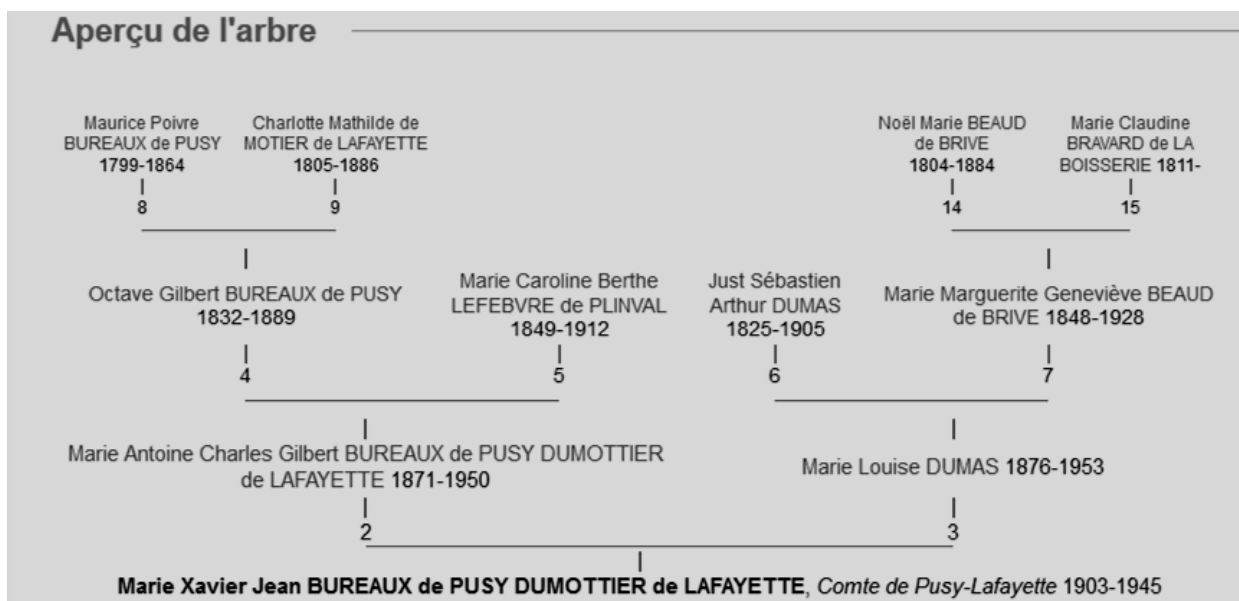 Aperçu de l'arbre
Maurice Poivre
BUREAUX de PUSY
1799-1864
8
Charlotte Mathilde de
MOTIER de LAFAYETTE
1805-1886
9
Noël Marie BEAUD
de BRIVE
1804-1884
14
Marie Claudine
BRAVARD de LA
BOISSERIE 1811-
15
Octave Gilbert BUREAUX de PUSY
1832-1889
4
Marie Caroline Berthe
LEFEBVRE de PLINVAL
1849-1912
5
Just Sébastien
Arthur DUMAS
1825-1905
6
Marie Marguerite Geneviève BEAUD
de BRIVE 1848-1928
7
Marie Antoine Charles Gilbert BUREAUX de PUSY DUMOTTIER
de LAFAYETTE 1871-1950
2
Marie Louise DUMAS 1876-1953
3
Marie Xavier Jean BUREAUX de PUSY DUMOTTIER de LAFAYETTE, Comte de Pusy-Lafayette 1903-1945